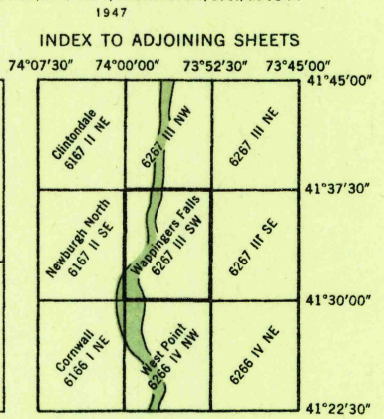 1947
INDEX TO ADJOINING SHEETS
74°07'30" 74°00'00" 73°52'30" 73°45'00"
41°45'00"
Clintondale
6167 II NE
6267 III NW
6267 III NE
41°37'30"
Newburgh North
6167 II SE
Wappingers Falls
6267 III SW
6267 III SE
41°30'00"
Cornwall
6166 I NE
West Point
6266 IV NW
6266 IV NE
41°22'30"